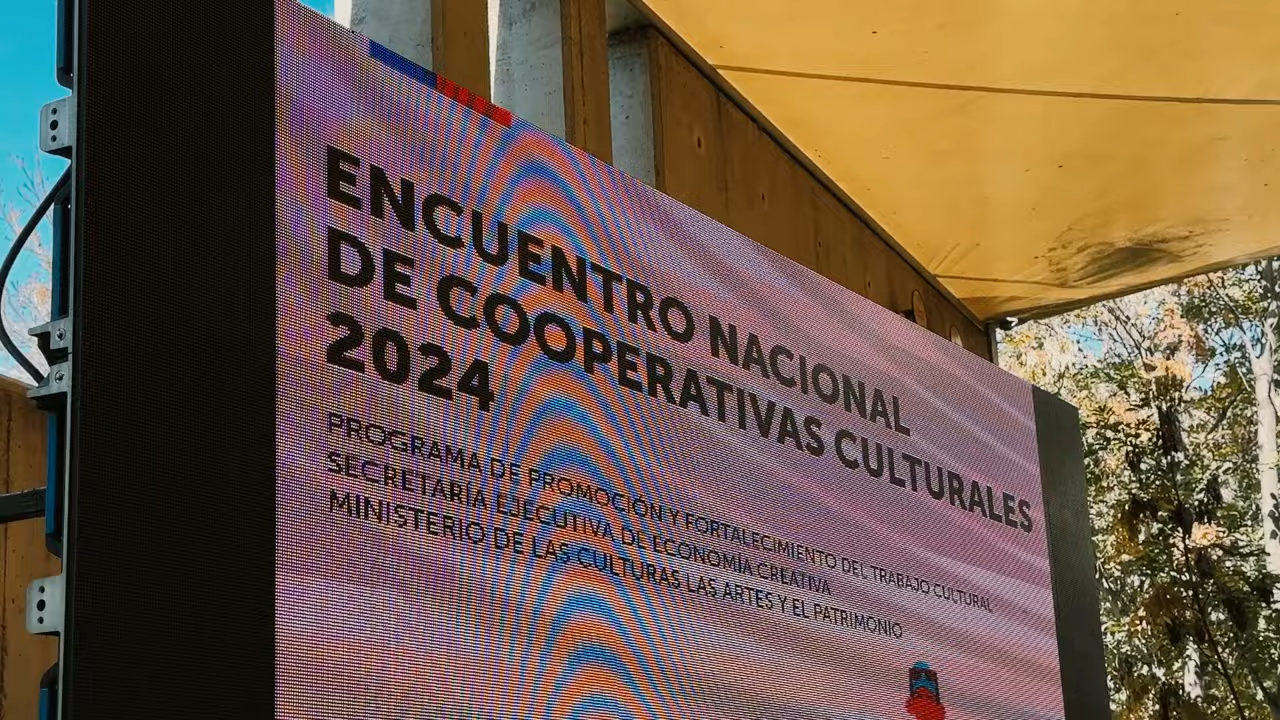 ENCUENTRO NACIONAL
DE COOPERATIVAS CULTURALES
2024
PROGRAMA DE PROMOCIÓN Y FORTALECIMIENTO DEL TRABAJO CULTURAL
SECRETARÍA EJECUTIVA DE ECONOMÍA CREATIVA
MINISTERIO DE LAS CULTURAS LAS ARTES Y EL PATRIMONIO